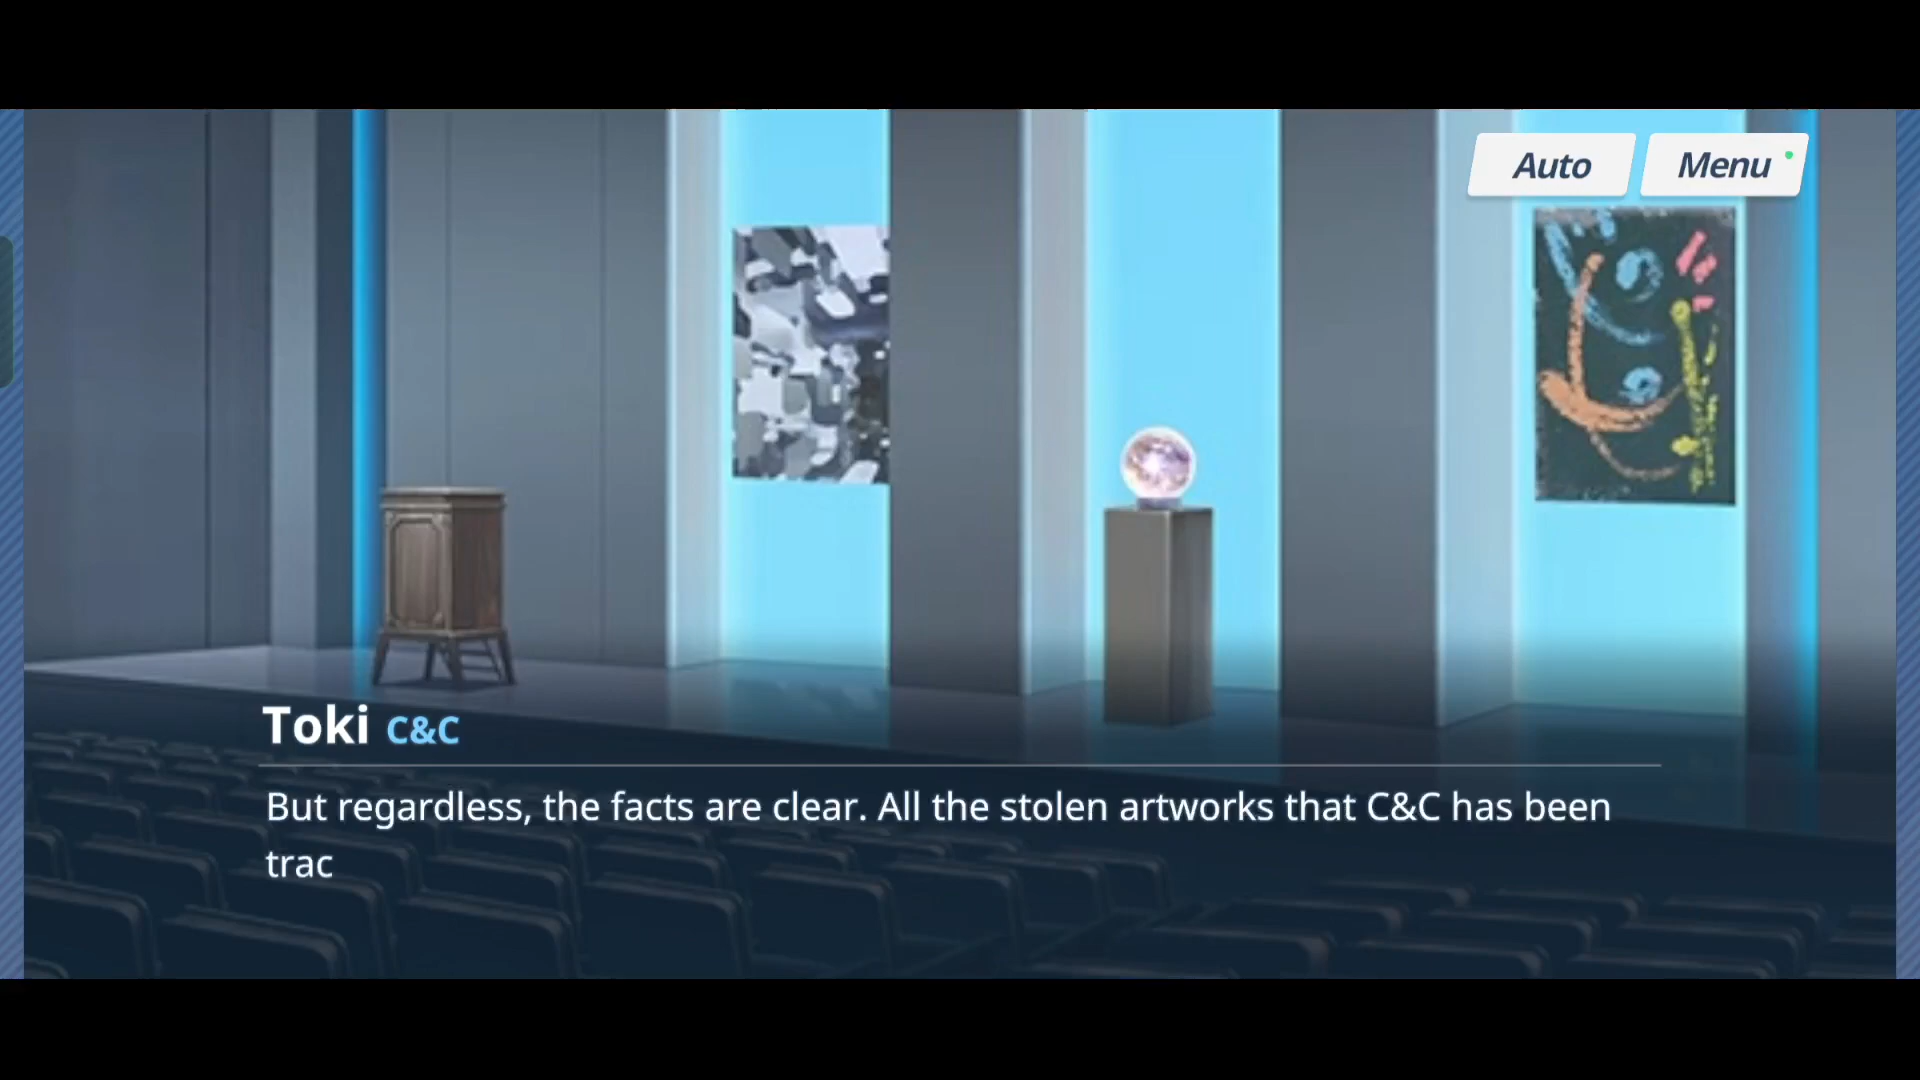 Auto
Menu
Toki C&C
But regardless, the facts are clear. All the stolen artworks that C&C has been
trac